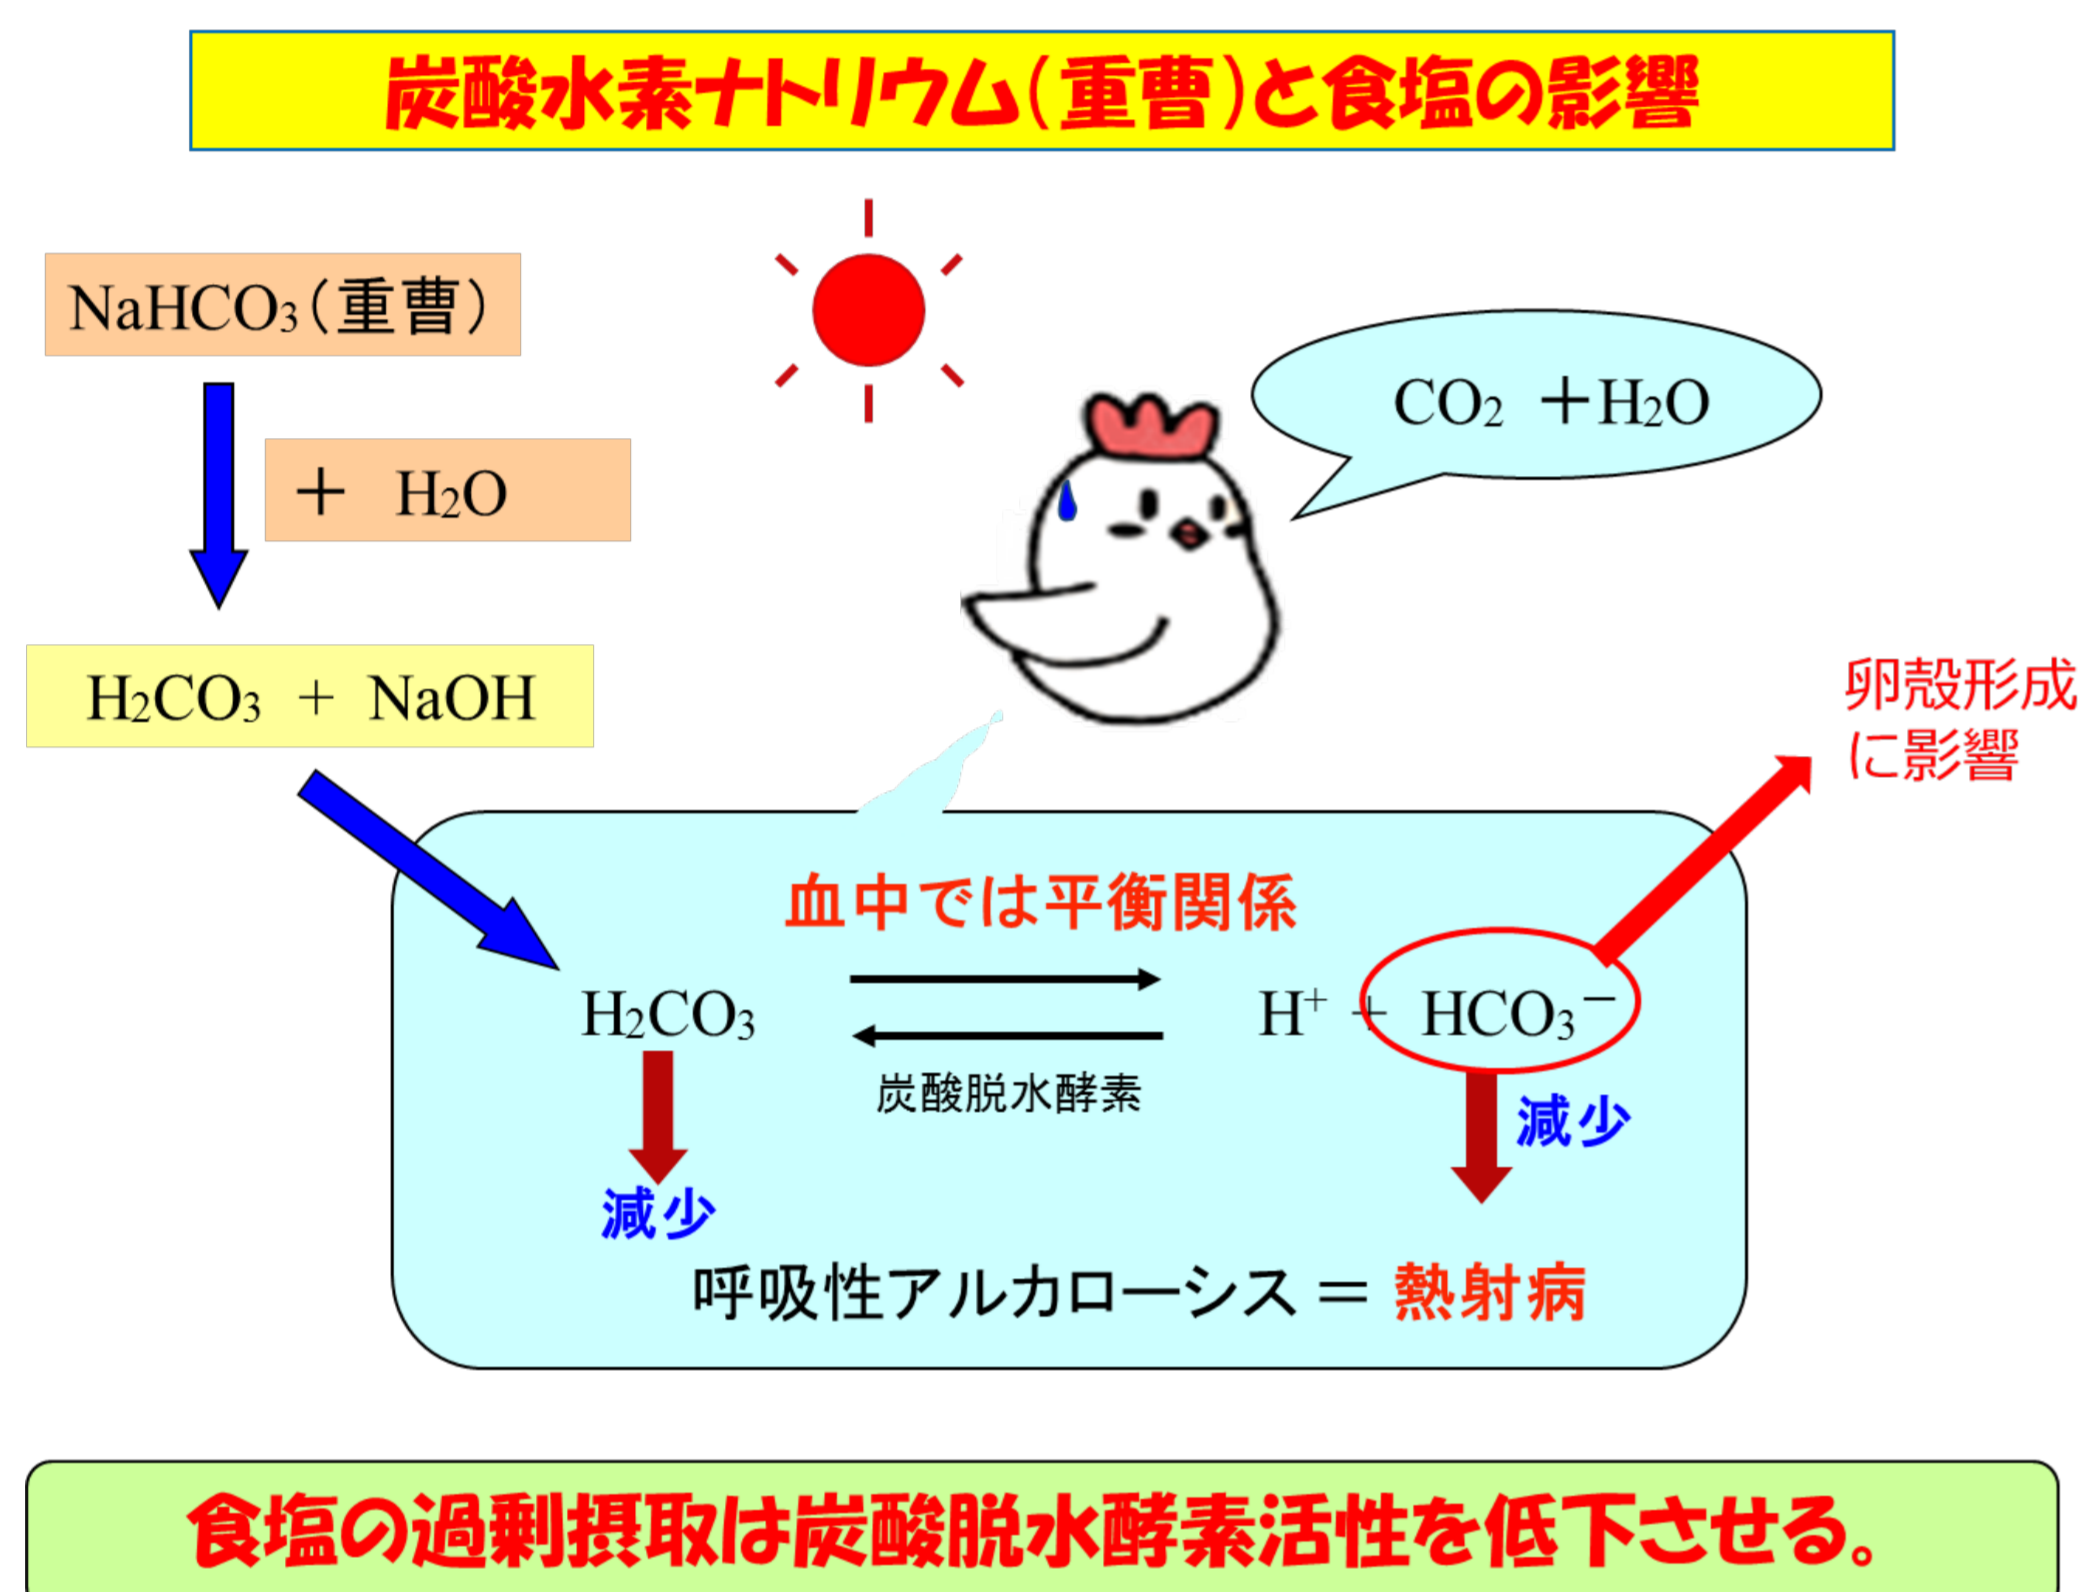 炭酸水素ナトリウム(重曹)と食塩の影響
NaHCO3(重曹)
+ H2O
H2CO3 + NaOH
CO2 +H2O
卵殻形成
に影響
血中では平衡関係
H2CO3
H+ + HCO3−
炭酸脱水酵素
減少
減少
呼吸性アルカローシス = 熱射病
食塩の過剰摂取は炭酸脱水酵素活性を低下させる。